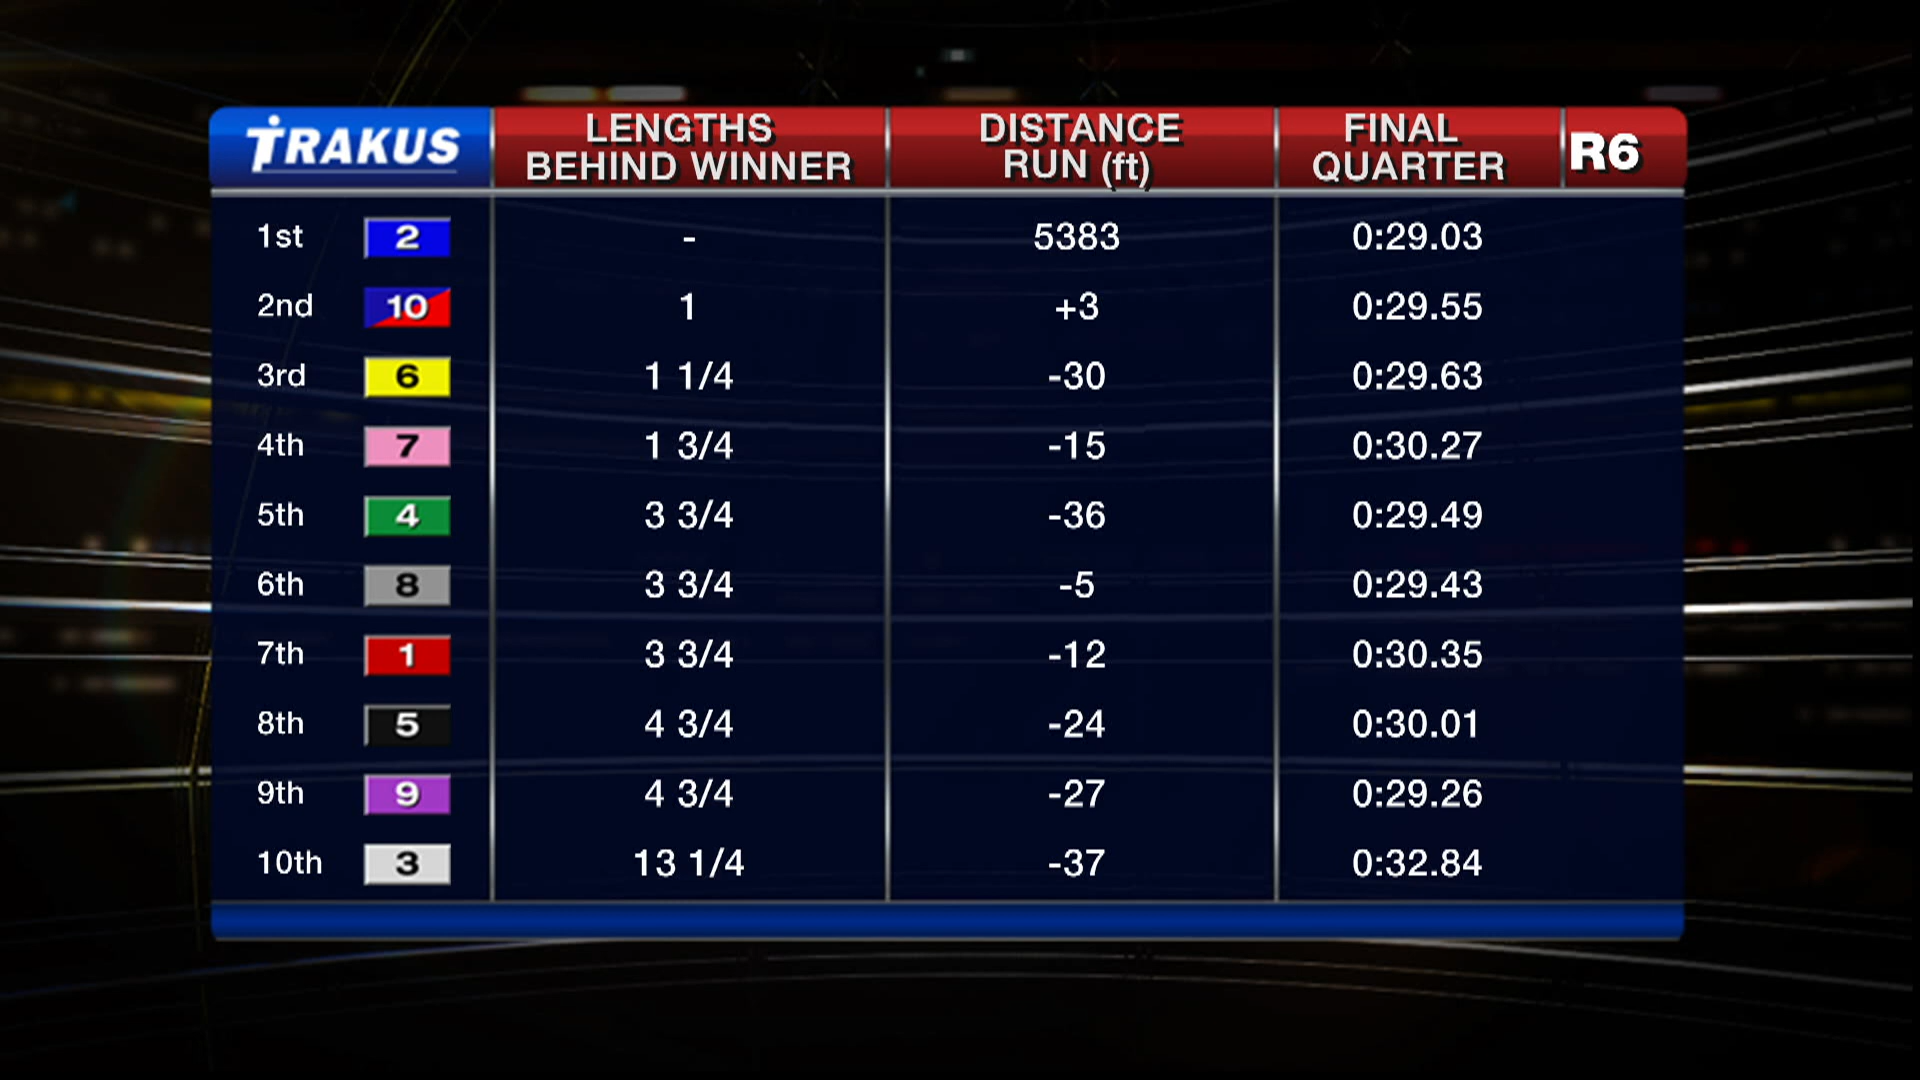 TRAKUS
LENGTHS BEHIND WINNER
DISTANCE RUN (ft)
FINAL QUARTER
R6
1st 2 - 5383 0:29.03
2nd 10 1 +3 0:29.55
3rd 6 1 1/4 -30 0:29.63
4th 7 1 3/4 -15 0:30.27
5th 4 3 3/4 -36 0:29.49
6th 8 3 3/4 -5 0:29.43
7th 1 3 3/4 -12 0:30.35
8th 5 4 3/4 -24 0:30.01
9th 9 4 3/4 -27 0:29.26
10th 3 13 1/4 -37 0:32.84